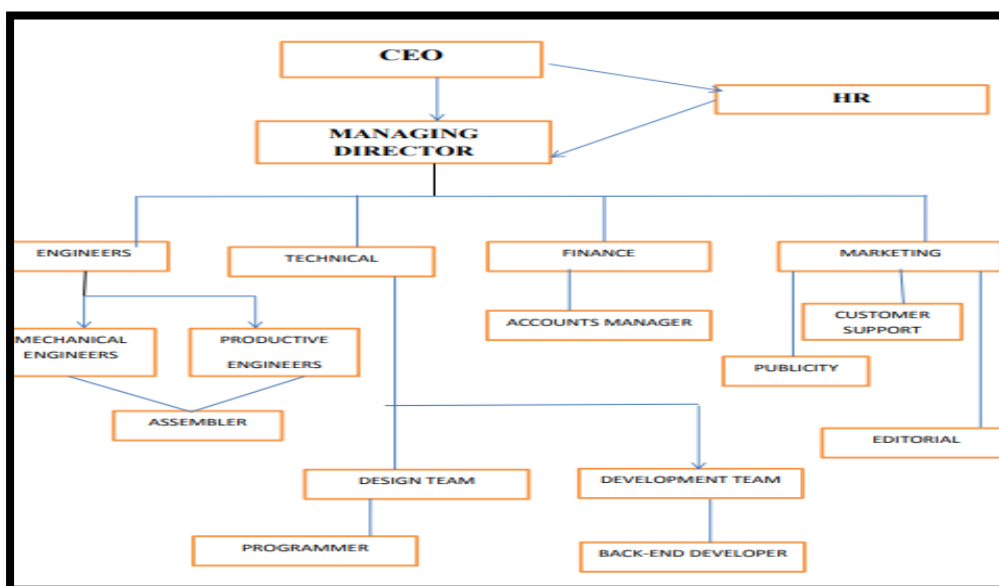 CEO
HR
MANAGING
DIRECTOR
ENGINEERS
TECHNICAL
FINANCE
MARKETING
MECHANICAL
ENGINEERS
PRODUCTIVE
ENGINEERS
ACCOUNTS MANAGER
CUSTOMER
SUPPORT
PUBLICITY
ASSEMBLER
EDITORIAL
DESIGN TEAM
DEVELOPMENT TEAM
PROGRAMMER
BACK-END DEVELOPER